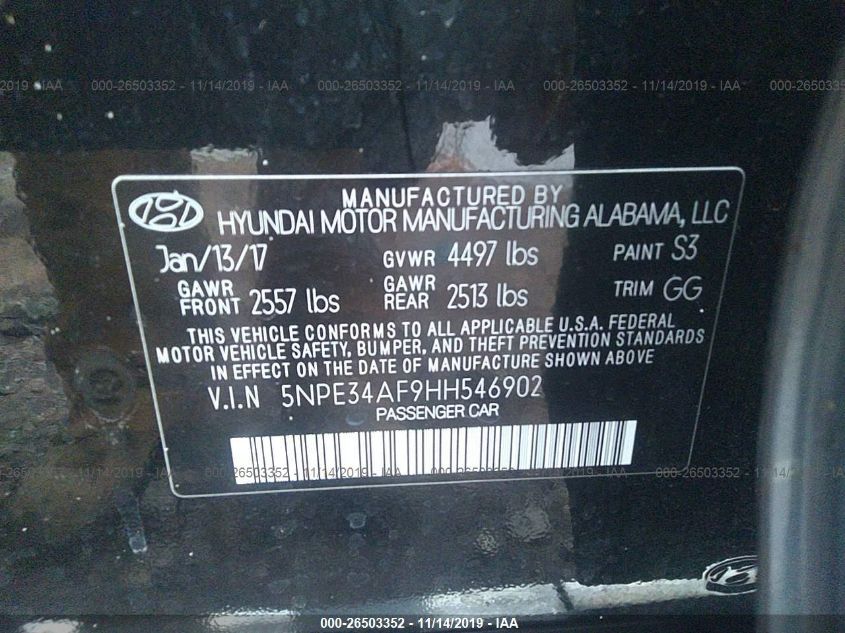 000-26503352 - 11/14/2019 - IAA
MANUFACTURED BY
HYUNDAI MOTOR MANUFACTURING ALABAMA, LLC
Jan/13/17 GVWR 4497 lbs PAINT S3
GAWR FRONT 2557 lbs GAWR REAR 2513 lbs TRIM GG
THIS VEHICLE CONFORMS TO ALL APPLICABLE U.S.A. FEDERAL
MOTOR VEHICLE SAFETY, BUMPER, AND THEFT PREVENTION STANDARDS
IN EFFECT ON THE DATE OF MANUFACTURE SHOWN ABOVE
V.I.N 5NPE34AF9HH546902
PASSENGER CAR
000-26503352 - 11/14/2019 - IAA
000-26503352 - 11/14/2019 - IAA